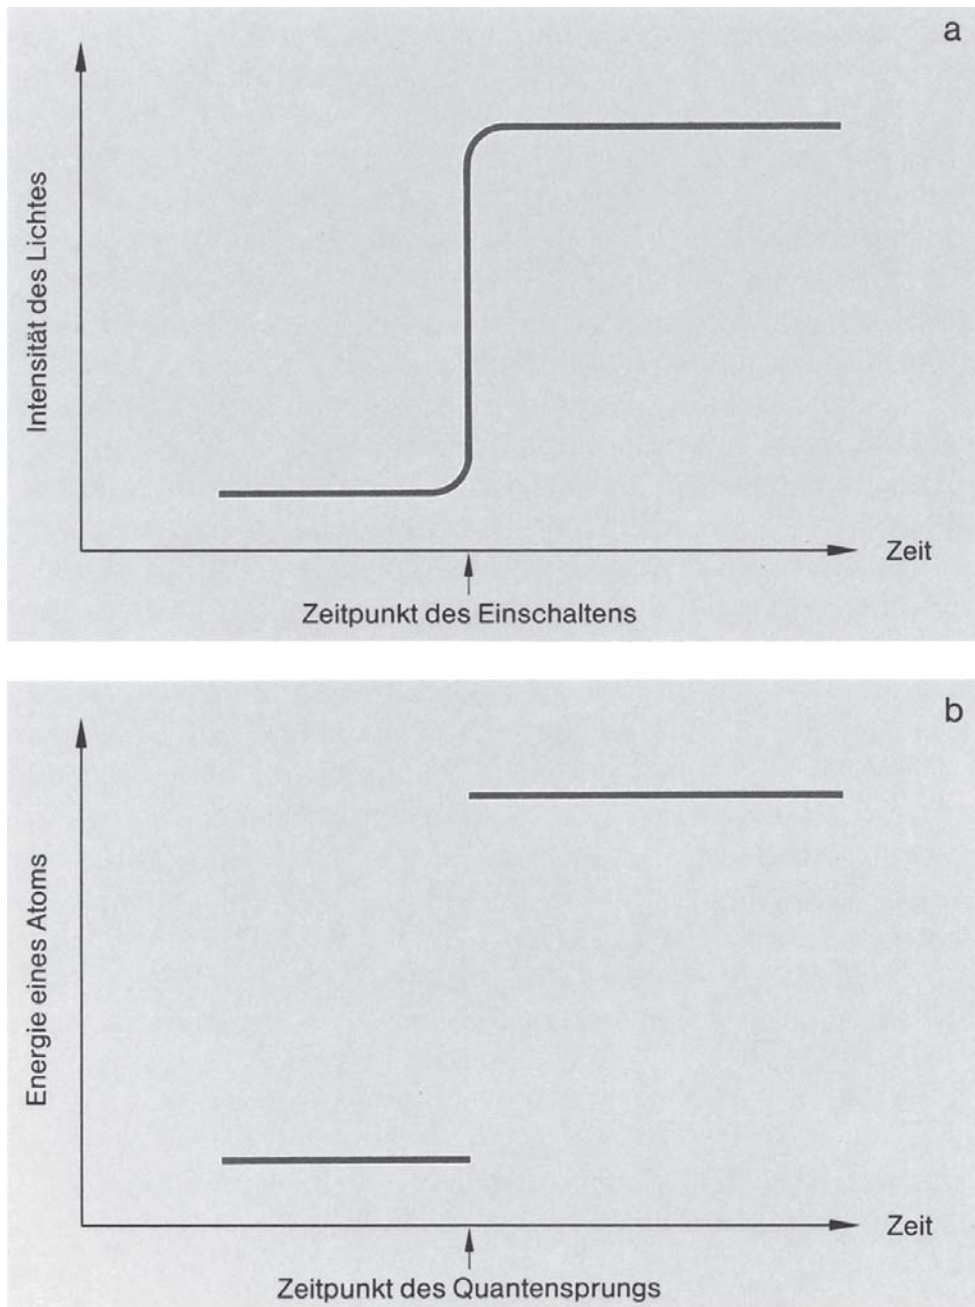 a
Intensität des Lichtes
Zeit
Zeitpunkt des Einschaltens
b
Energie eines Atoms
Zeit
Zeitpunkt des Quantensprungs